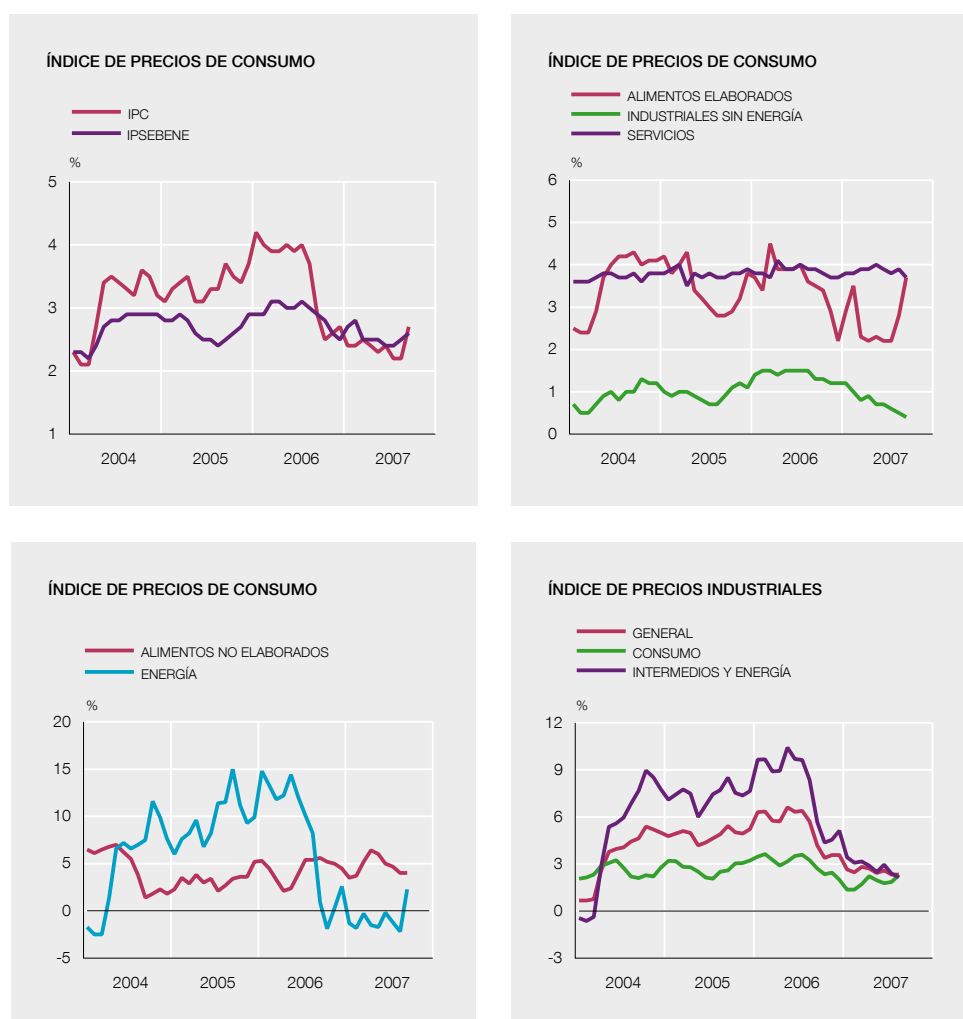 ÍNDICE DE PRECIOS DE CONSUMO
IPC
IPSEBENE
%
5
4
3
2
1
2004 2005 2006 2007
ÍNDICE DE PRECIOS DE CONSUMO
ALIMENTOS ELABORADOS
INDUSTRIALES SIN ENERGÍA
SERVICIOS
%
6
5
4
3
2
1
0
2004 2005 2006 2007
ÍNDICE DE PRECIOS DE CONSUMO
ALIMENTOS NO ELABORADOS
ENERGÍA
%
20
15
10
5
0
-5
2004 2005 2006 2007
ÍNDICE DE PRECIOS INDUSTRIALES
GENERAL
CONSUMO
INTERMEDIOS Y ENERGÍA
%
12
9
6
3
0
-3
2004 2005 2006 2007